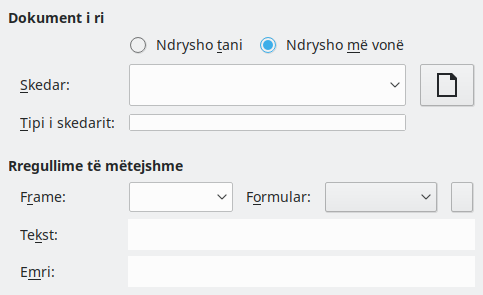 Dokument i ri
Ndrysho tani Ndrysho më vonë
Skedar:
Tipi i skedarit:
Rregullime të mëtejshme
Frame: Formular:
Tekst:
Emri: